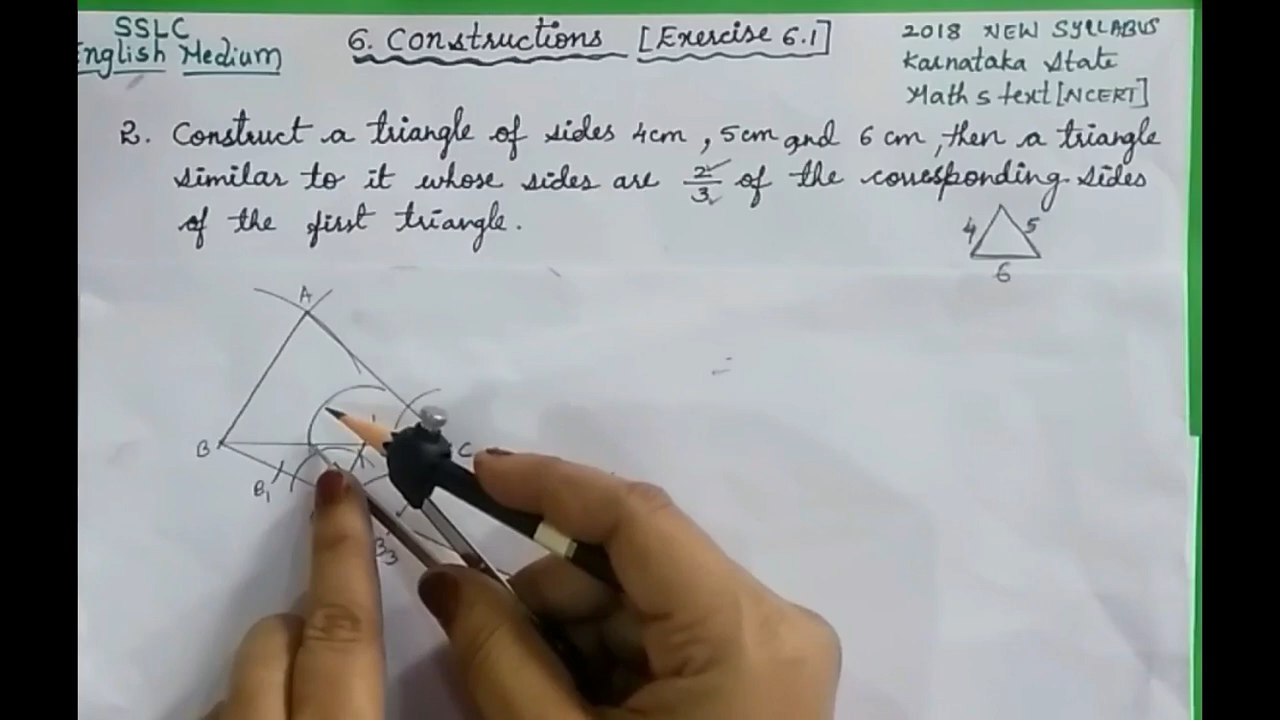 SSLC
English Medium
6. Constructions [Exercise 6.1]
2018 NEW SYLLABUS
Karnataka State
Maths text [NCERT]
2. Construct a triangle of sides 4cm, 5cm and 6 cm, then a triangle
similar to it whose sides are 2/3 of the corresponding sides
of the first triangle.
4 5
6
A
B C
B1
B3